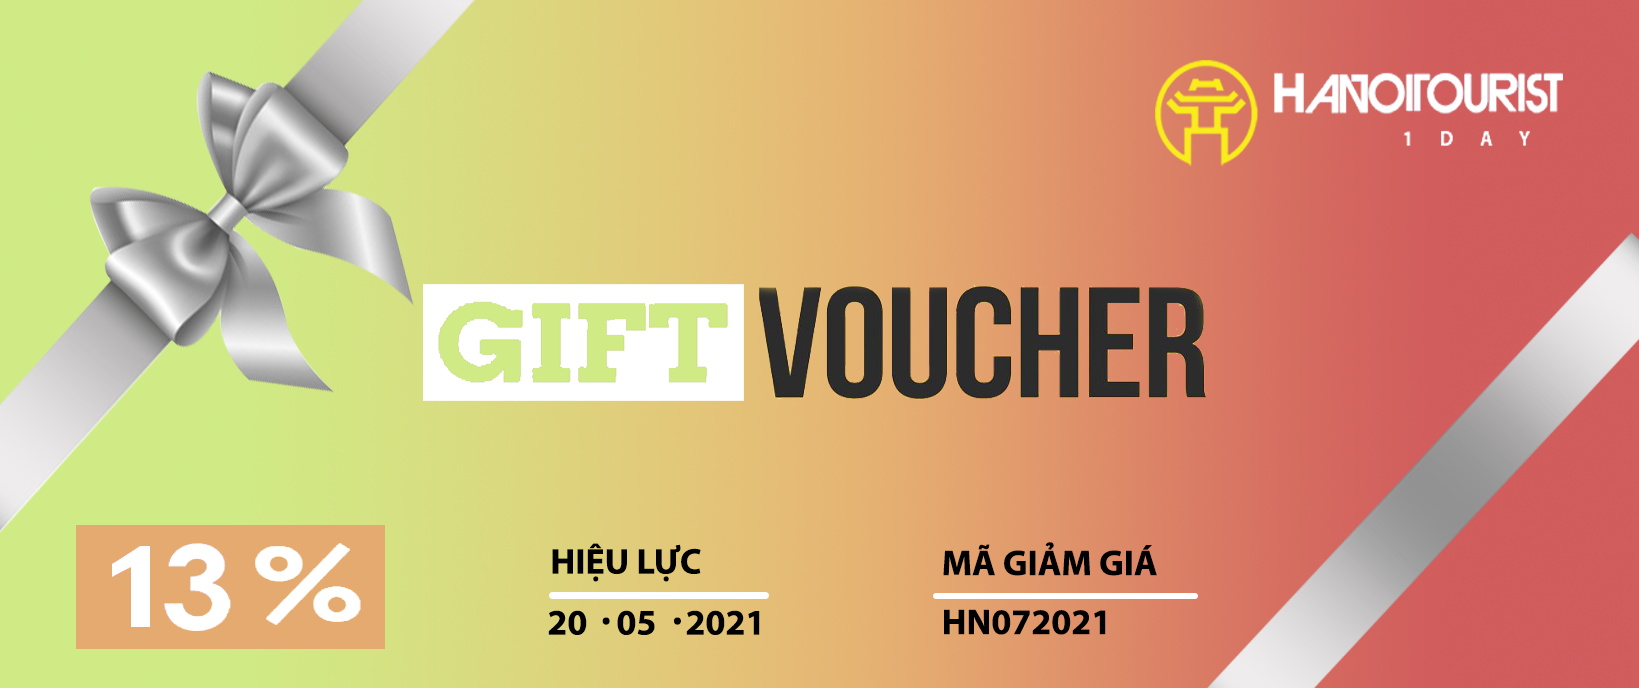 HANOITOURIST
1 DAY
GIFT VOUCHER
13%
HIỆU LỰC
20 · 05 · 2021
MÃ GIẢM GIÁ
HN072021